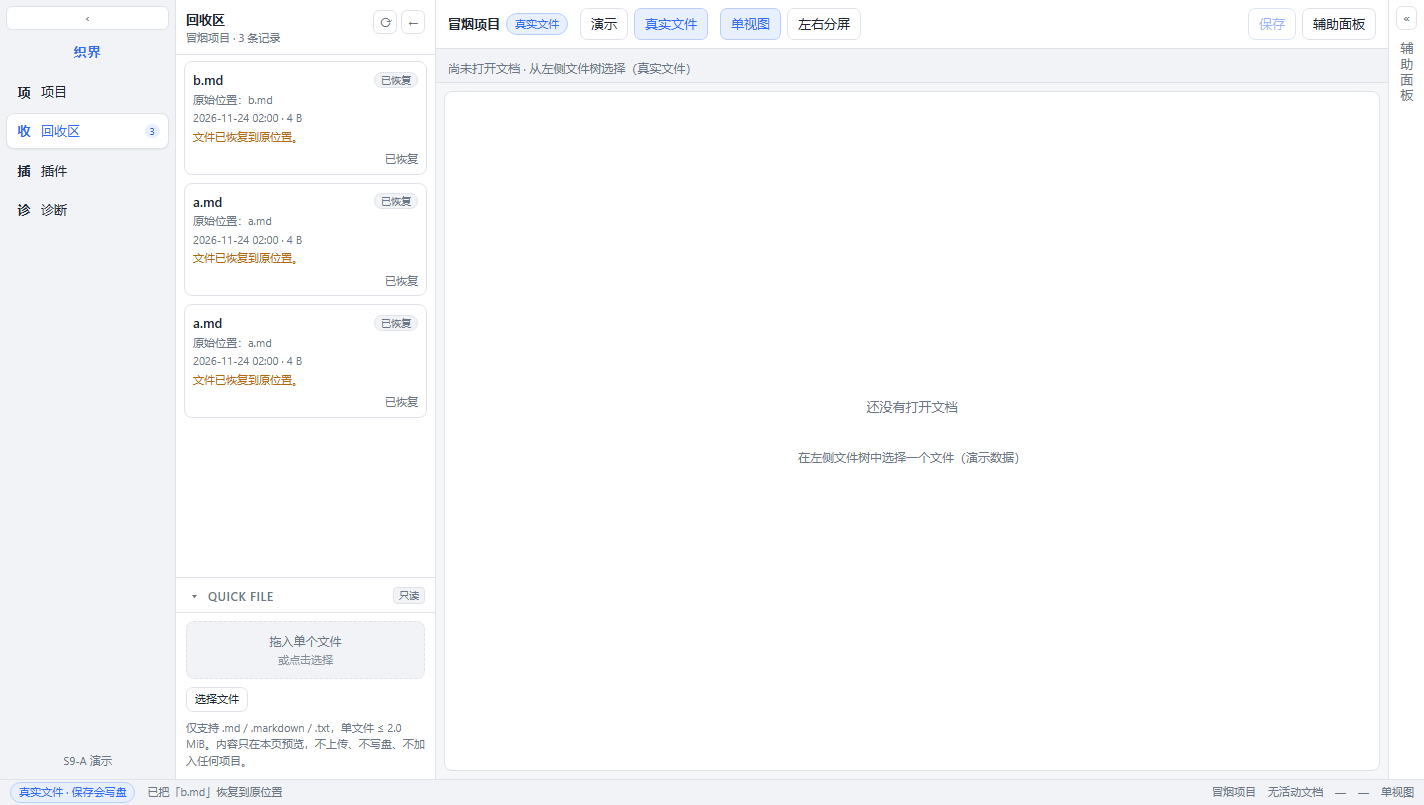 ‹
织界
项 项目
收 回收区 3
插 插件
诊 诊断
S9-A 演示
回收区
冒烟项目 · 3 条记录
⟳ ←
b.md 已恢复
原始位置：b.md
2026-11-24 02:00 · 4 B
文件已恢复到原位置。
已恢复
a.md 已恢复
原始位置：a.md
2026-11-24 02:00 · 4 B
文件已恢复到原位置。
已恢复
a.md 已恢复
原始位置：a.md
2026-11-24 02:00 · 4 B
文件已恢复到原位置。
已恢复
▾ QUICK FILE 只读
拖入单个文件
或点击选择
选择文件
仅支持 .md / .markdown / .txt，单文件 ≤ 2.0
MiB。内容只在本页预览，不上传、不写盘、不加
入任何项目。
冒烟项目 真实文件 演示 真实文件 单视图 左右分屏 保存 辅助面板
尚未打开文档 · 从左侧文件树选择（真实文件）
还没有打开文档
在左侧文件树中选择一个文件（演示数据）
«
辅助面板
真实文件 · 保存会写盘 已把「b.md」恢复到原位置 冒烟项目 无活动文档 — — 单视图